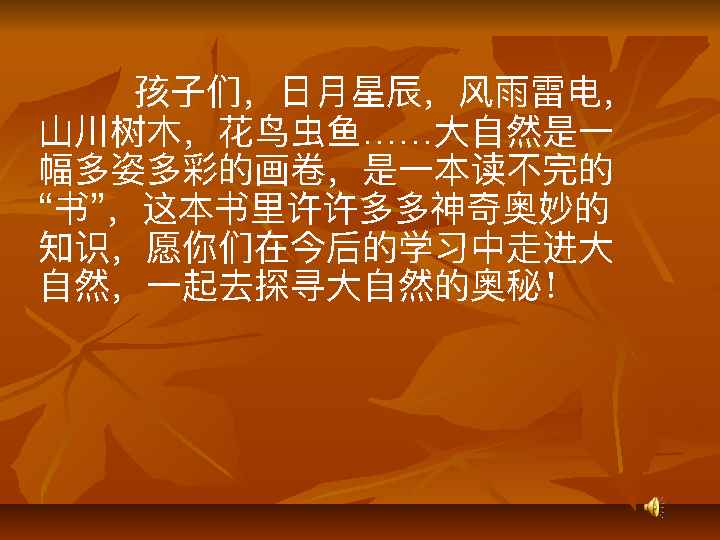 孩子们，日月星辰，风雨雷电，
山川树木，花鸟虫鱼……大自然是一
幅多姿多彩的画卷，是一本读不完的
“书”，这本书里许许多多神奇奥妙的
知识，愿你们在今后的学习中走进大
自然，一起去探寻大自然的奥秘！